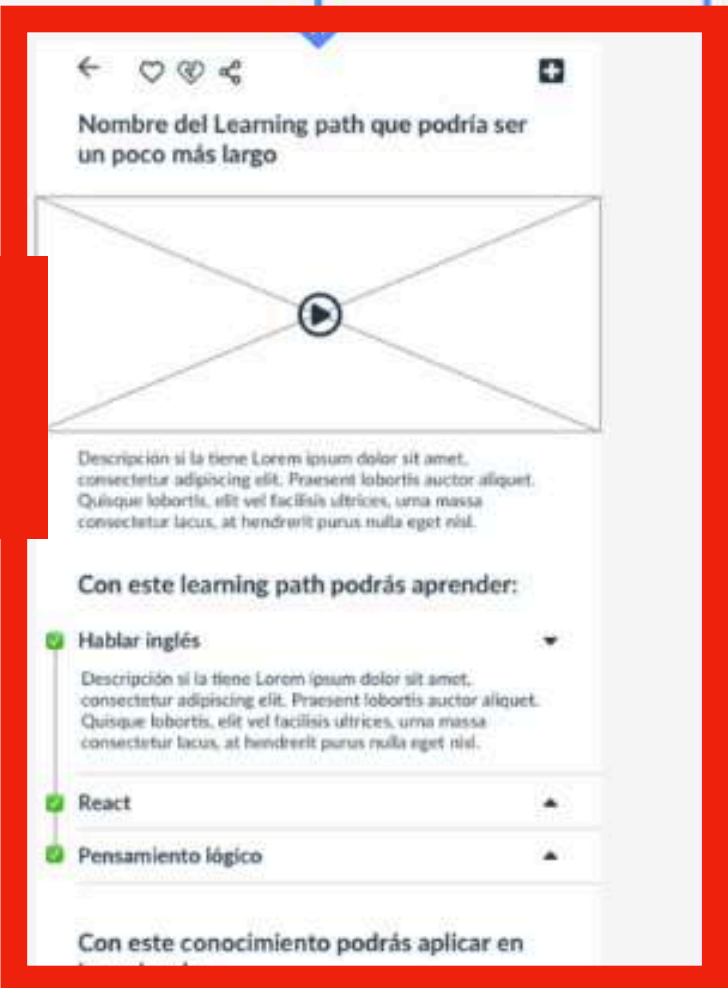 Nombre del Learning path que podría ser
un poco más largo
Descripción si la tiene Lorem ipsum dolor sit amet,
consectetur adipiscing elit. Praesent lobortis auctor aliquet.
Quisque lobortis, elit vel facilisis ultrices, urna massa
consectetur lacus, at hendrerit purus nulla eget nisl.
Con este learning path podrás aprender:
Hablar inglés
Descripción si la tiene Lorem ipsum dolor sit amet,
consectetur adipiscing elit. Praesent lobortis auctor aliquet.
Quisque lobortis, elit vel facilisis ultrices, urna massa
consectetur lacus, at hendrerit purus nulla eget nisl.
React
Pensamiento lógico
Con este conocimiento podrás aplicar en